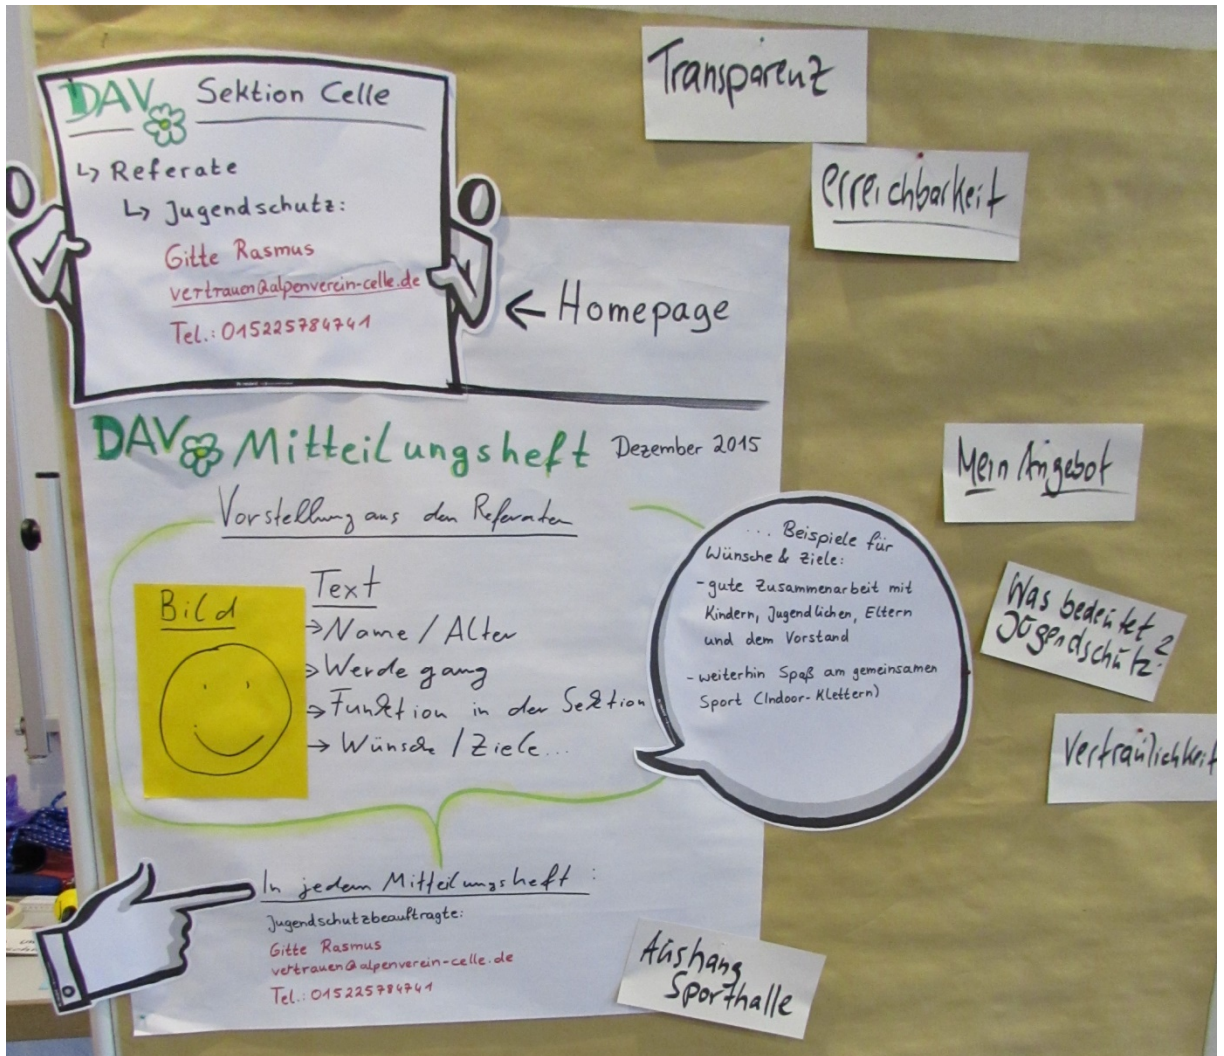 DAV Sektion Celle
↳ Referate
↳ Jugendschutz:
Gitte Rasmus
vertrauen@alpenverein-celle.de
Tel.: 015225784741
← Homepage
Transparenz
erreichbarkeit
DAV Mitteilungsheft Dezember 2015
Vorstellung aus den Referaten
Bild
Text
→ Name / Alter
→ Werdegang
→ Funktion in der Sektion
→ Wünsche / Ziele...
... Beispiele für
Wünsche & Ziele:
- gute Zusammenarbeit mit
Kindern, Jugendlichen, Eltern
und dem Vorstand
- weiterhin Spaß am gemeinsamen
Sport (Indoor-Klettern)
Mein Angebot
Was bedeutet
Jugendschutz?
Vertraulichkeit
In jedem Mitteilungsheft:
Jugendschutzbeauftragte:
Gitte Rasmus
vertrauen@alpenverein-celle.de
Tel.: 015225784741
Aushang
Sporthalle